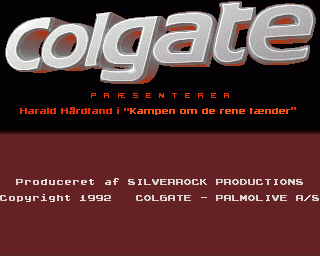 Colgate
PRÆSENTERER
Harald Hårdtand i "Kampen om de rene tænder"
Produceret af SILVERROCK PRODUCTIONS
Copyright 1992 COLGATE - PALMOLIVE A/S